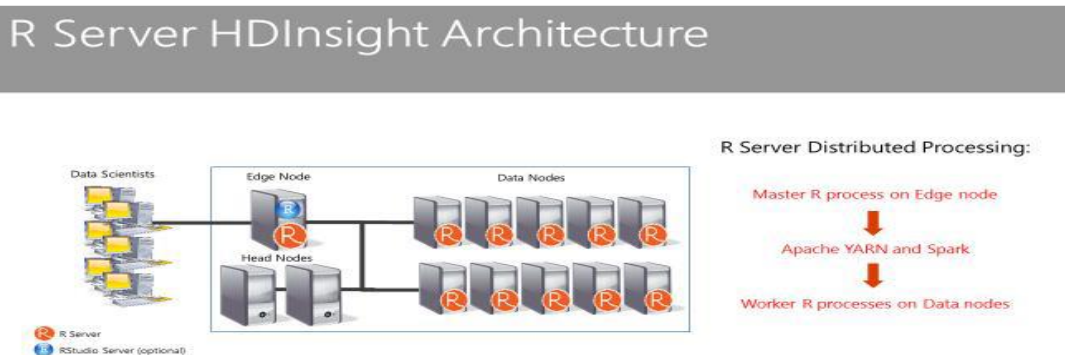 R Server HDInsight Architecture
R Server Distributed Processing:
Data Scientists
Edge Node
Data Nodes
Head Nodes
R
R
R R R R R
R R R R R
Master R process on Edge node
Apache YARN and Spark
Worker R processes on Data nodes
R R Server
R RStudio Server (optional)